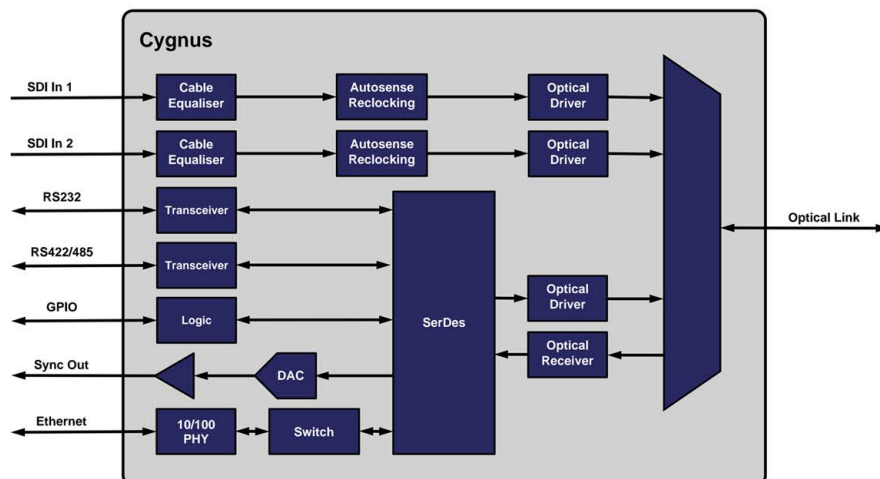 Cygnus
SDI In 1
Cable
Equaliser
Autosense
Reclocking
Optical
Driver
SDI In 2
Cable
Equaliser
Autosense
Reclocking
Optical
Driver
RS232
Transceiver
Optical Link
RS422/485
Transceiver
Optical
Driver
GPIO
Logic
SerDes
Optical
Receiver
Sync Out
DAC
Ethernet
10/100
PHY
Switch